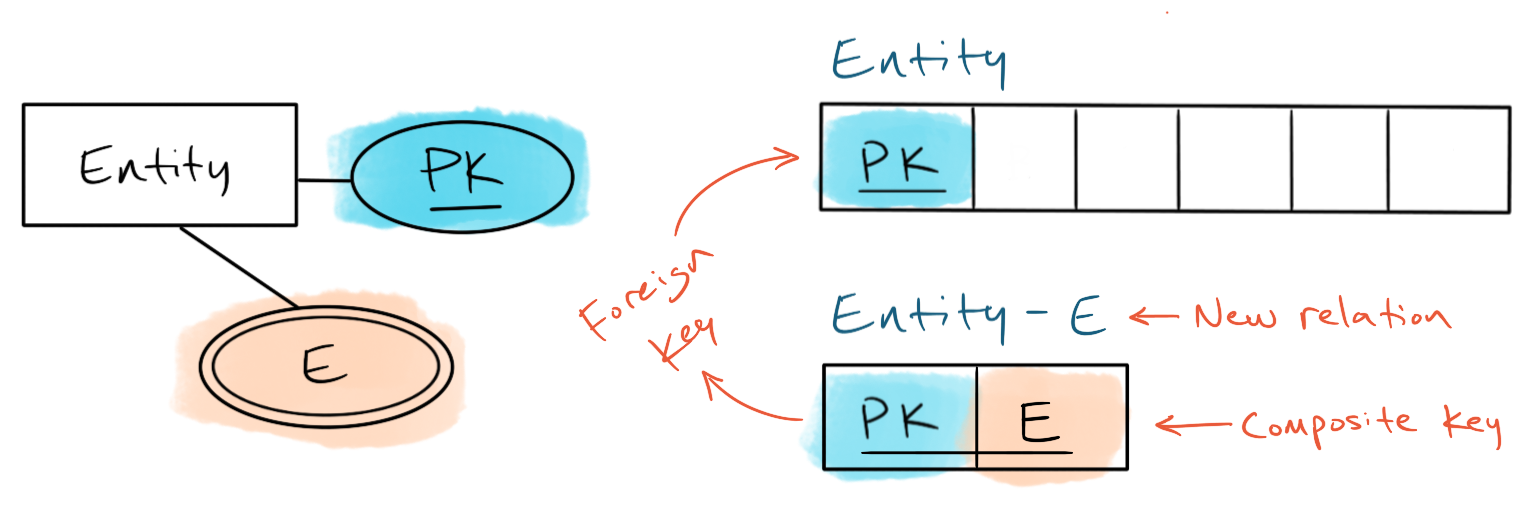 Entity
PK
E
Foreign
Key
Entity
PK
Entity - E
New relation
PK E
Composite Key